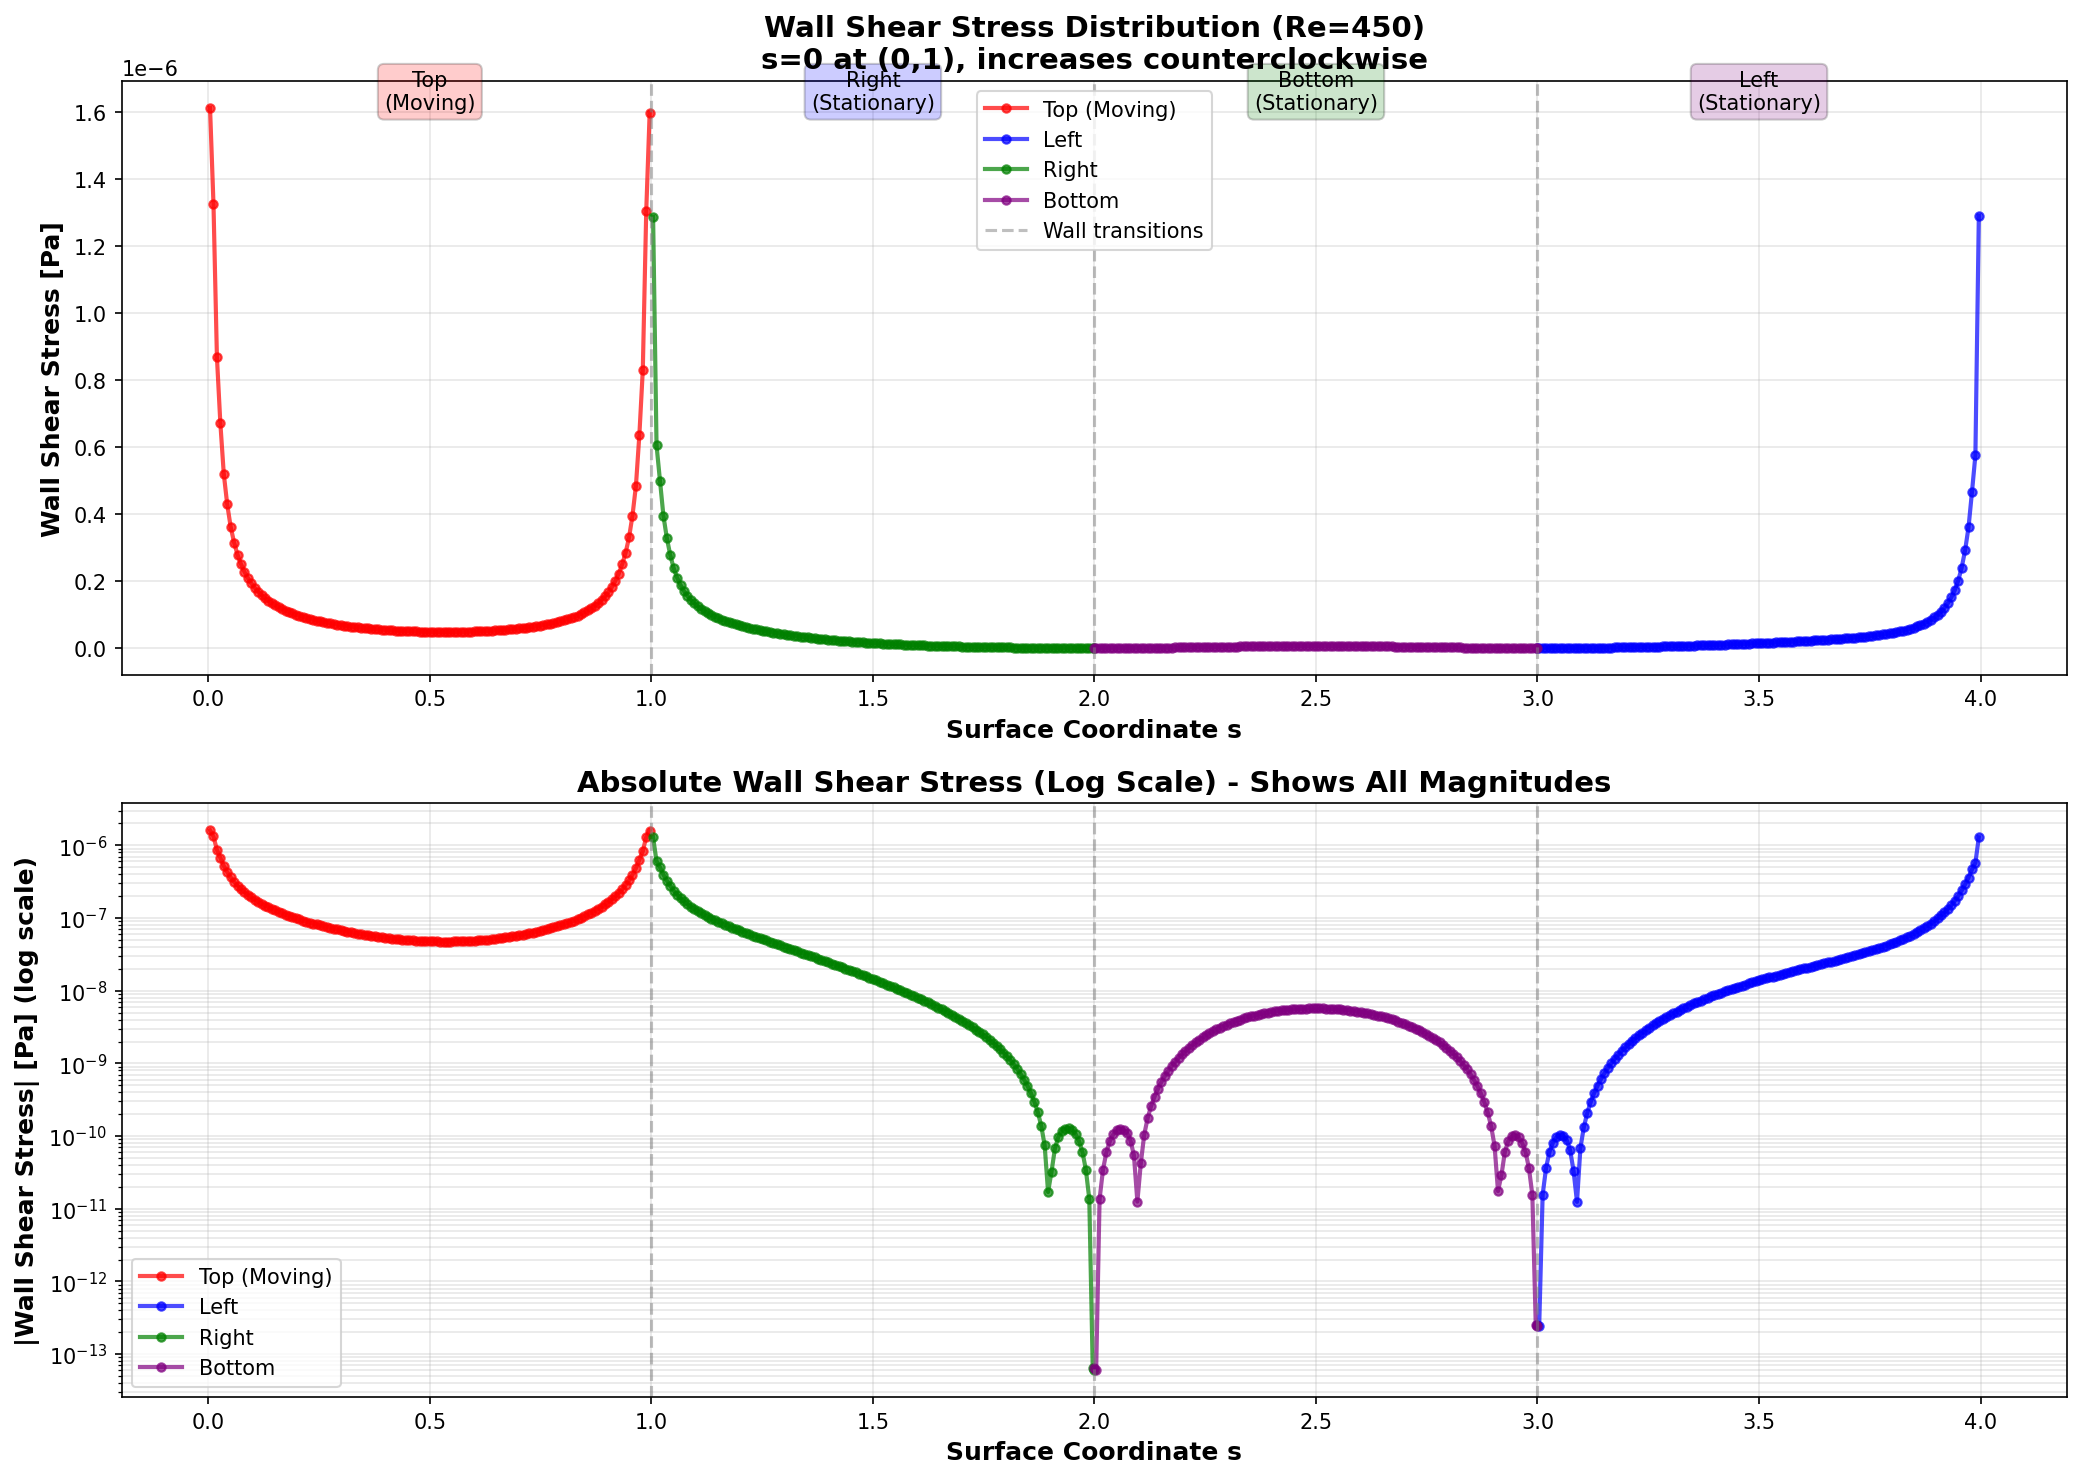 Wall Shear Stress Distribution (Re=450)
s=0 at (0,1), increases counterclockwise
1e−6
Top
(Moving)
Right
(Stationary)
Bottom
(Stationary)
Left
(Stationary)
Top (Moving)
Left
Right
Bottom
Wall transitions
Wall Shear Stress [Pa]
1.6
1.4
1.2
1.0
0.8
0.6
0.4
0.2
0.0
0.0 0.5 1.0 1.5 2.0 2.5 3.0 3.5 4.0
Surface Coordinate s
Absolute Wall Shear Stress (Log Scale) - Shows All Magnitudes
|Wall Shear Stress| [Pa] (log scale)
10⁻⁶
10⁻⁷
10⁻⁸
10⁻⁹
10⁻¹⁰
10⁻¹¹
10⁻¹²
10⁻¹³
Top (Moving)
Left
Right
Bottom
0.0 0.5 1.0 1.5 2.0 2.5 3.0 3.5 4.0
Surface Coordinate s